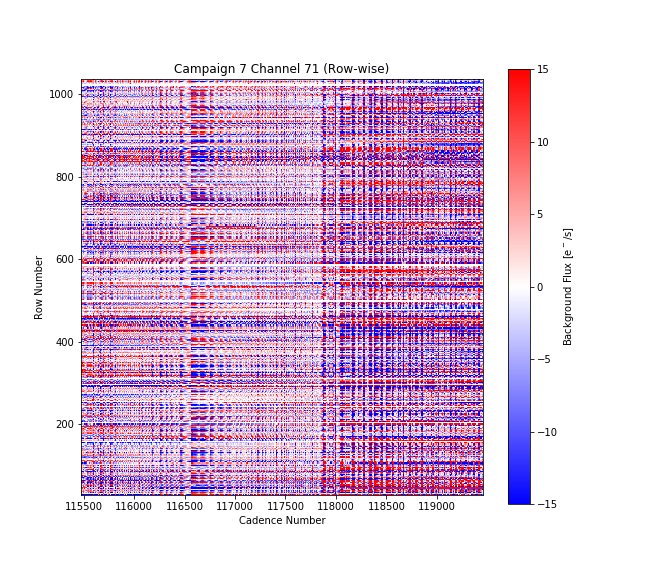 Campaign 7 Channel 71 (Row-wise)
Row Number
1000
800
600
400
200
115500 116000 116500 117000 117500 118000 118500 119000
Cadence Number
15
10
5
0
−5
−10
−15
Background Flux [e⁻/s]